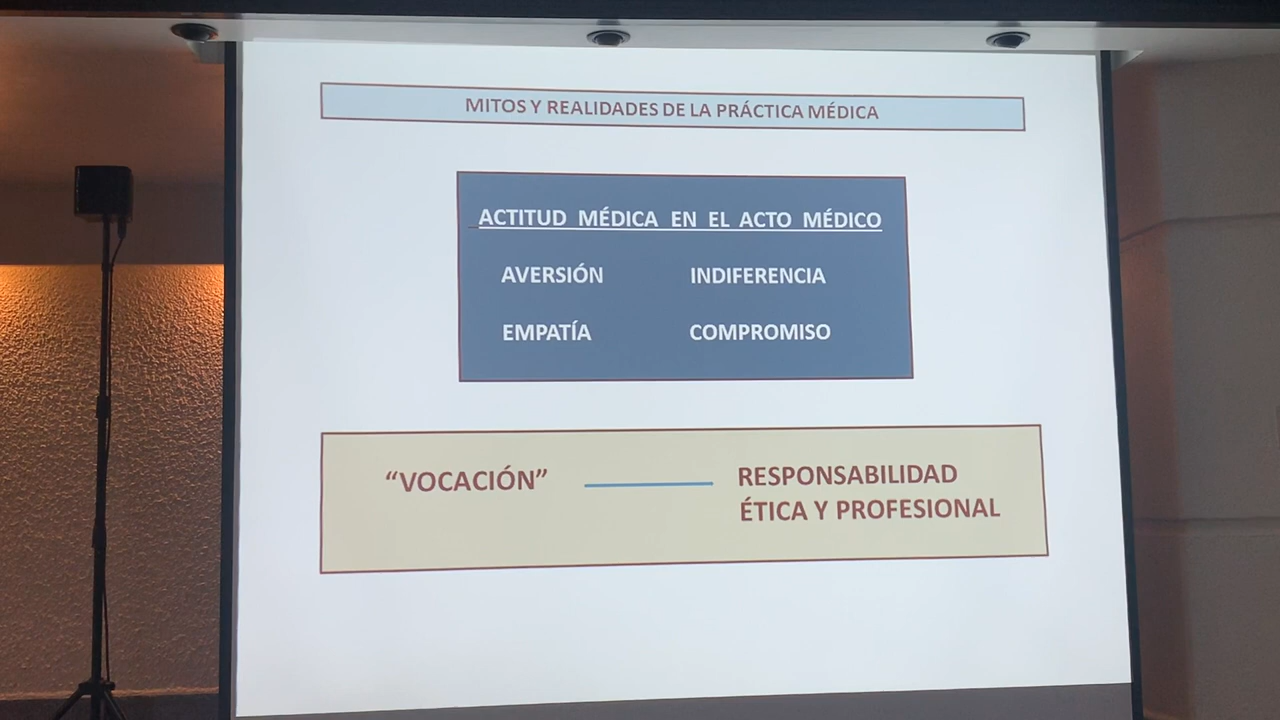 MITOS Y REALIDADES DE LA PRÁCTICA MÉDICA
ACTITUD MÉDICA EN EL ACTO MÉDICO
AVERSIÓN INDIFERENCIA
EMPATÍA COMPROMISO
“VOCACIÓN” RESPONSABILIDAD
ÉTICA Y PROFESIONAL